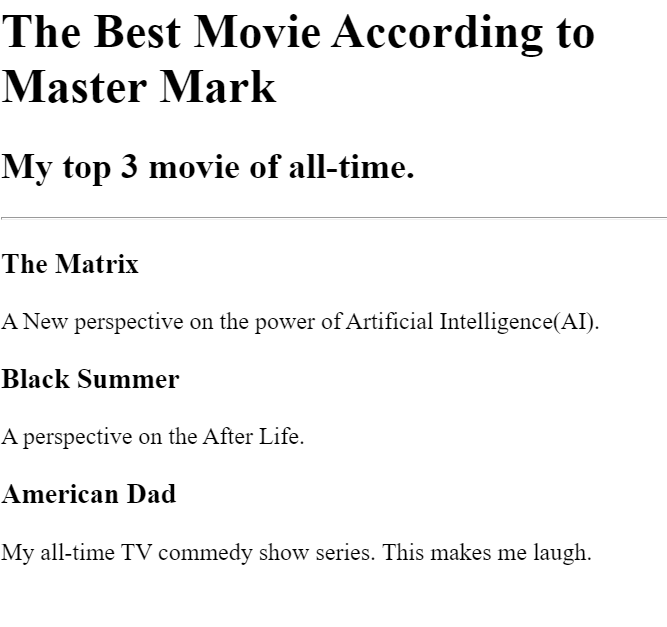 The Best Movie According to
Master Mark
My top 3 movie of all-time.
The Matrix
A New perspective on the power of Artificial Intelligence(AI).
Black Summer
A perspective on the After Life.
American Dad
My all-time TV commedy show series. This makes me laugh.